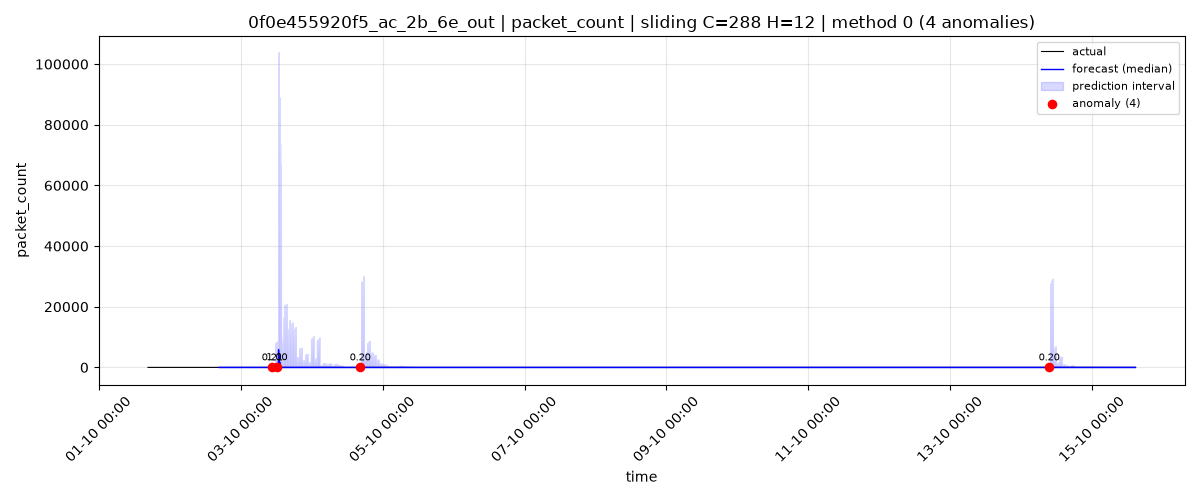 0f0e455920f5_ac_2b_6e_out | packet_count | sliding C=288 H=12 | method 0 (4 anomalies)
actual
forecast (median)
prediction interval
anomaly (4)
packet_count
100000
80000
60000
40000
20000
0
0.20
0.20
01-10 00:00
03-10 00:00
05-10 00:00
07-10 00:00
09-10 00:00
11-10 00:00
13-10 00:00
15-10 00:00
time